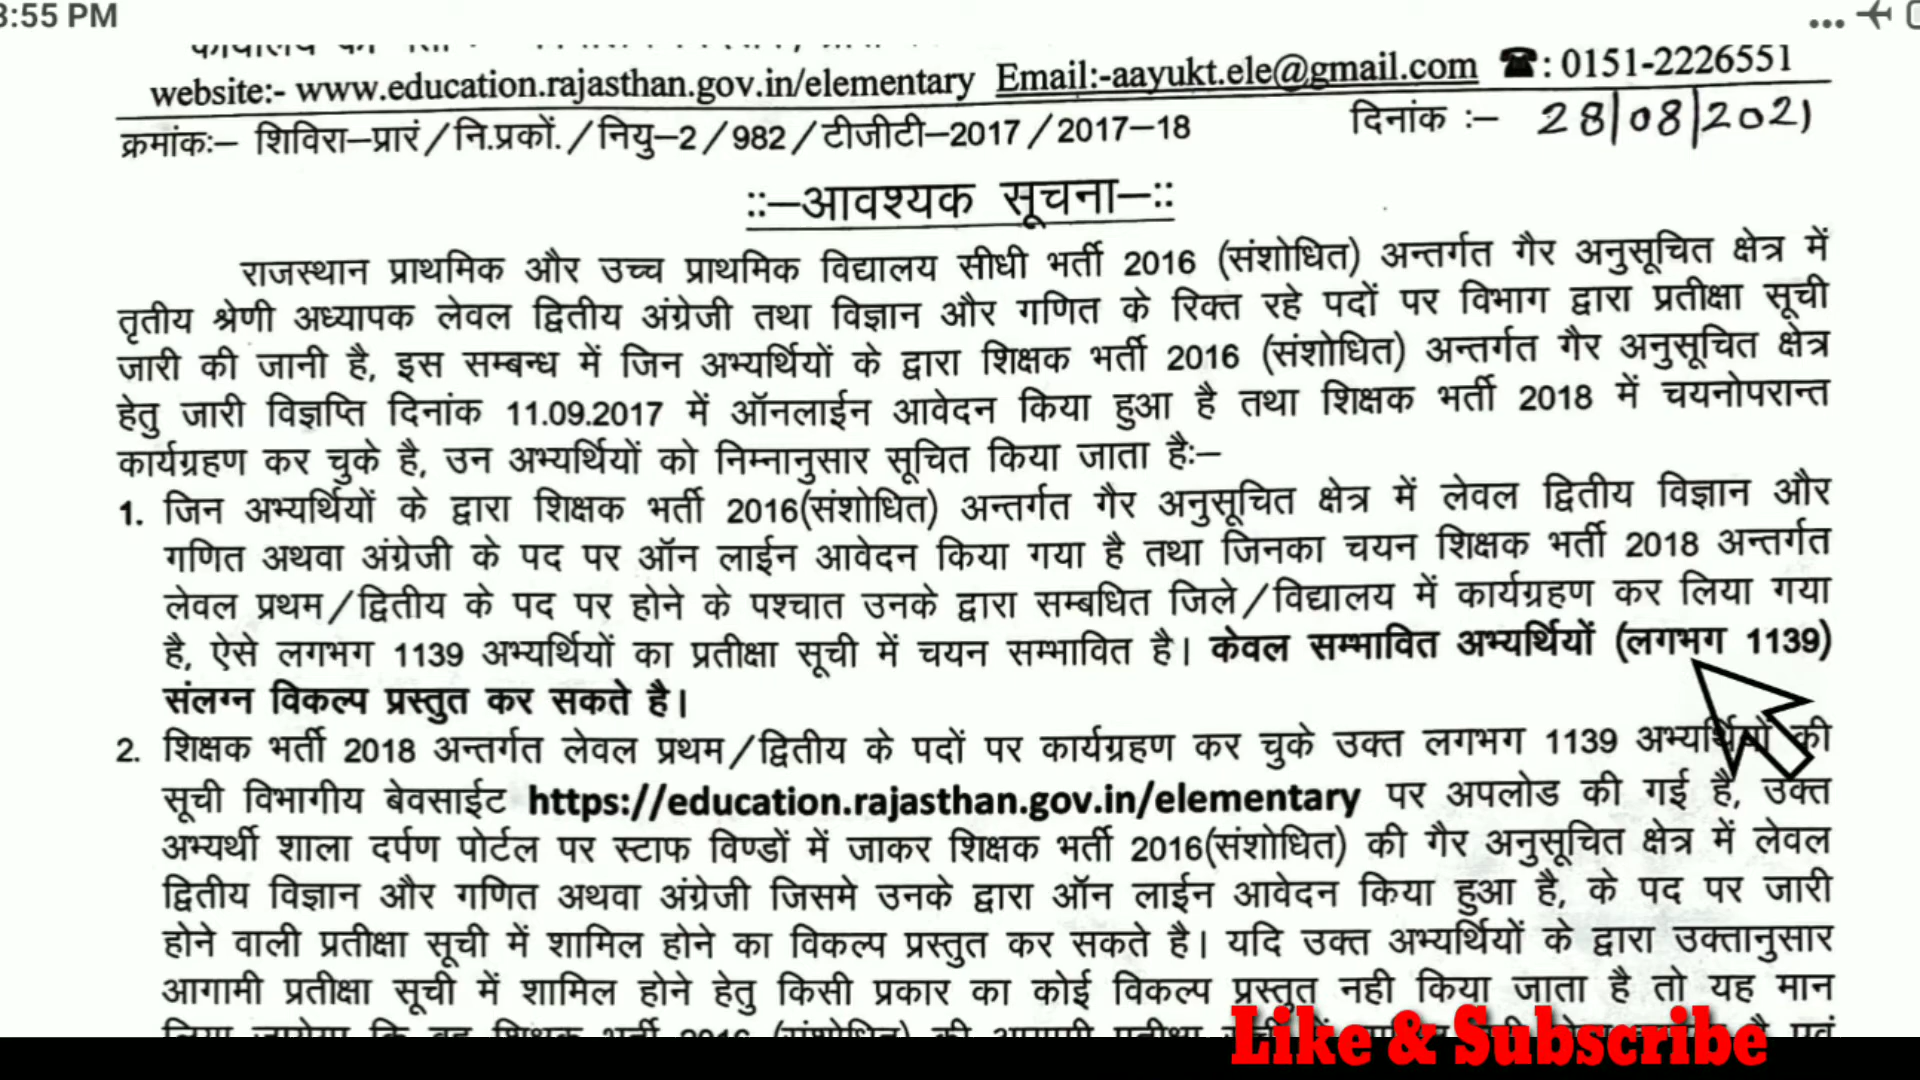 3:55 PM
website:- www.education.rajasthan.gov.in/elementary Email:-aayukt.ele@gmail.com ☎: 0151-2226551
क्रमांकः– शिविरा–प्रारं/नि.प्रकों./नियु–2/982/टीजीटी–2017/2017–18 दिनांक :– 28/08/2021
::–आवश्यक सूचना–::
राजस्थान प्राथमिक और उच्च प्राथमिक विद्यालय सीधी भर्ती 2016 (संशोधित) अन्तर्गत गैर अनुसूचित क्षेत्र में
तृतीय श्रेणी अध्यापक लेवल द्वितीय अंग्रेजी तथा विज्ञान और गणित के रिक्त रहे पदों पर विभाग द्वारा प्रतीक्षा सूची
जारी की जानी है, इस सम्बन्ध में जिन अभ्यर्थियों के द्वारा शिक्षक भर्ती 2016 (संशोधित) अन्तर्गत गैर अनुसूचित क्षेत्र
हेतु जारी विज्ञप्ति दिनांक 11.09.2017 में ऑनलाईन आवेदन किया हुआ है तथा शिक्षक भर्ती 2018 में चयनोपरान्त
कार्यग्रहण कर चुके है, उन अभ्यर्थियों को निम्नानुसार सूचित किया जाता हैः–
1. जिन अभ्यर्थियों के द्वारा शिक्षक भर्ती 2016(संशोधित) अन्तर्गत गैर अनुसूचित क्षेत्र में लेवल द्वितीय विज्ञान और
गणित अथवा अंग्रेजी के पद पर ऑन लाईन आवेदन किया गया है तथा जिनका चयन शिक्षक भर्ती 2018 अन्तर्गत
लेवल प्रथम/द्वितीय के पद पर होने के पश्चात उनके द्वारा सम्बधित जिले/विद्यालय में कार्यग्रहण कर लिया गया
है, ऐसे लगभग 1139 अभ्यर्थियों का प्रतीक्षा सूची में चयन सम्भावित है। केवल सम्भावित अभ्यर्थियों (लगभग 1139)
संलग्न विकल्प प्रस्तुत कर सकते है।
2. शिक्षक भर्ती 2018 अन्तर्गत लेवल प्रथम/द्वितीय के पदों पर कार्यग्रहण कर चुके उक्त लगभग 1139 अभ्यर्थियों की
सूची विभागीय बेवसाईट https://education.rajasthan.gov.in/elementary पर अपलोड की गई है, उक्त
अभ्यर्थी शाला दर्पण पोर्टल पर स्टाफ विण्डों में जाकर शिक्षक भर्ती 2016(संशोधित) की गैर अनुसूचित क्षेत्र में लेवल
द्वितीय विज्ञान और गणित अथवा अंग्रेजी जिसमे उनके द्वारा ऑन लाईन आवेदन किया हुआ है, के पद पर जारी
होने वाली प्रतीक्षा सूची में शामिल होने का विकल्प प्रस्तुत कर सकते है। यदि उक्त अभ्यर्थियों के द्वारा उक्तानुसार
आगामी प्रतीक्षा सूची में शामिल होने हेतु किसी प्रकार का कोई विकल्प प्रस्तुत नही किया जाता है तो यह मान
Like & Subscribe